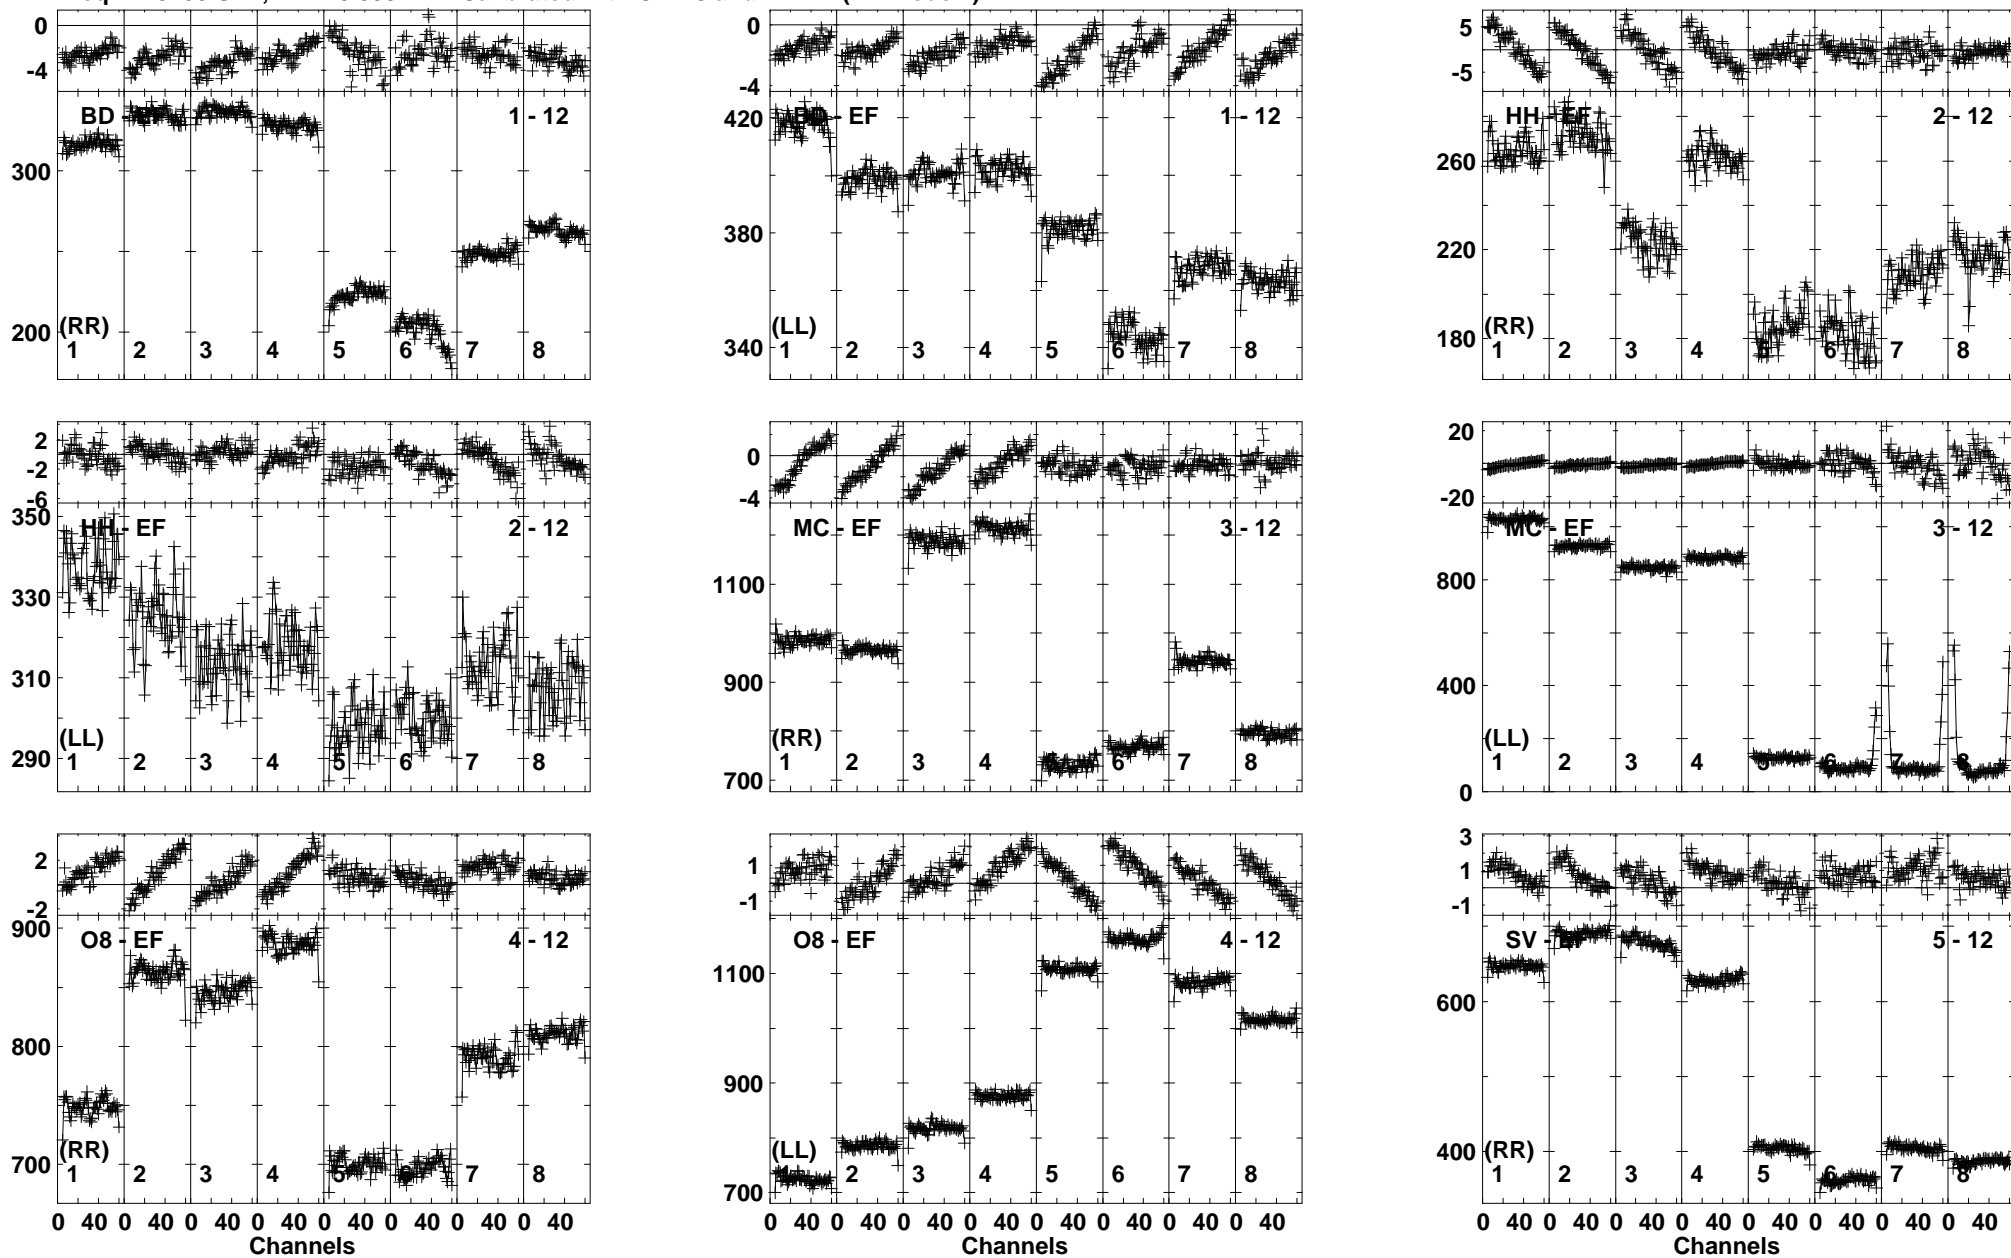 0
-4
BD - EF 1 - 12
300
200
(RR)
1 2 3 4 5 6 7 8
0
-4
420
BD - EF 1 - 12
380
340
(LL)
1 2 3 4 5 6 7 8
5
-5
HH - EF 2 - 12
260
220
180
(RR)
1 2 3 4 5 6 7 8
2
-2
-6
350
HH - EF 2 - 12
330
310
290
(LL)
1 2 3 4 5 6 7 8
0
-4
MC - EF 3 - 12
1100
900
700
(RR)
1 2 3 4 5 6 7 8
20
-20
MC - EF 3 - 12
800
400
0
(LL)
1 2 3 4 5 6 7 8
2
-2
900
O8 - EF 4 - 12
800
700
(RR)
1 2 3 4 5 6 7 8
0 40 0 40 0 40 0 40 0 40 0 40 0 40 0 40
Channels
1
-1
O8 - EF 4 - 12
1100
900
700
(LL)
1 2 3 4 5 6 7 8
0 40 0 40 0 40 0 40 0 40 0 40 0 40 0 40
Channels
3
1
-1
SV - EF 5 - 12
600
400
(RR)
1 2 3 4 5 6 7 8
0 40 0 40 0 40 0 40 0 40 0 40 0 40 0 40
Channels